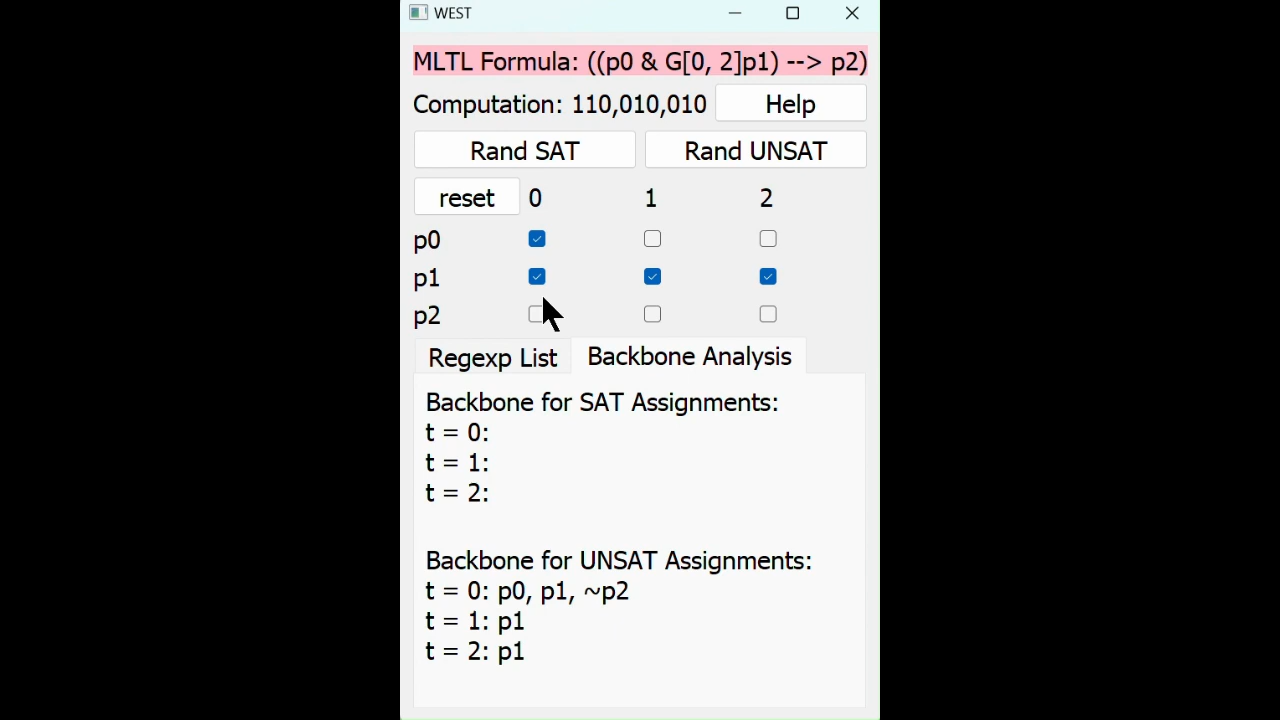 WEST
MLTL Formula: ((p0 & G[0, 2]p1) --> p2)
Computation: 110,010,010 Help
Rand SAT Rand UNSAT
reset 0 1 2
p0
p1
p2
Regexp List Backbone Analysis
Backbone for SAT Assignments:
t = 0:
t = 1:
t = 2:
Backbone for UNSAT Assignments:
t = 0: p0, p1, ~p2
t = 1: p1
t = 2: p1